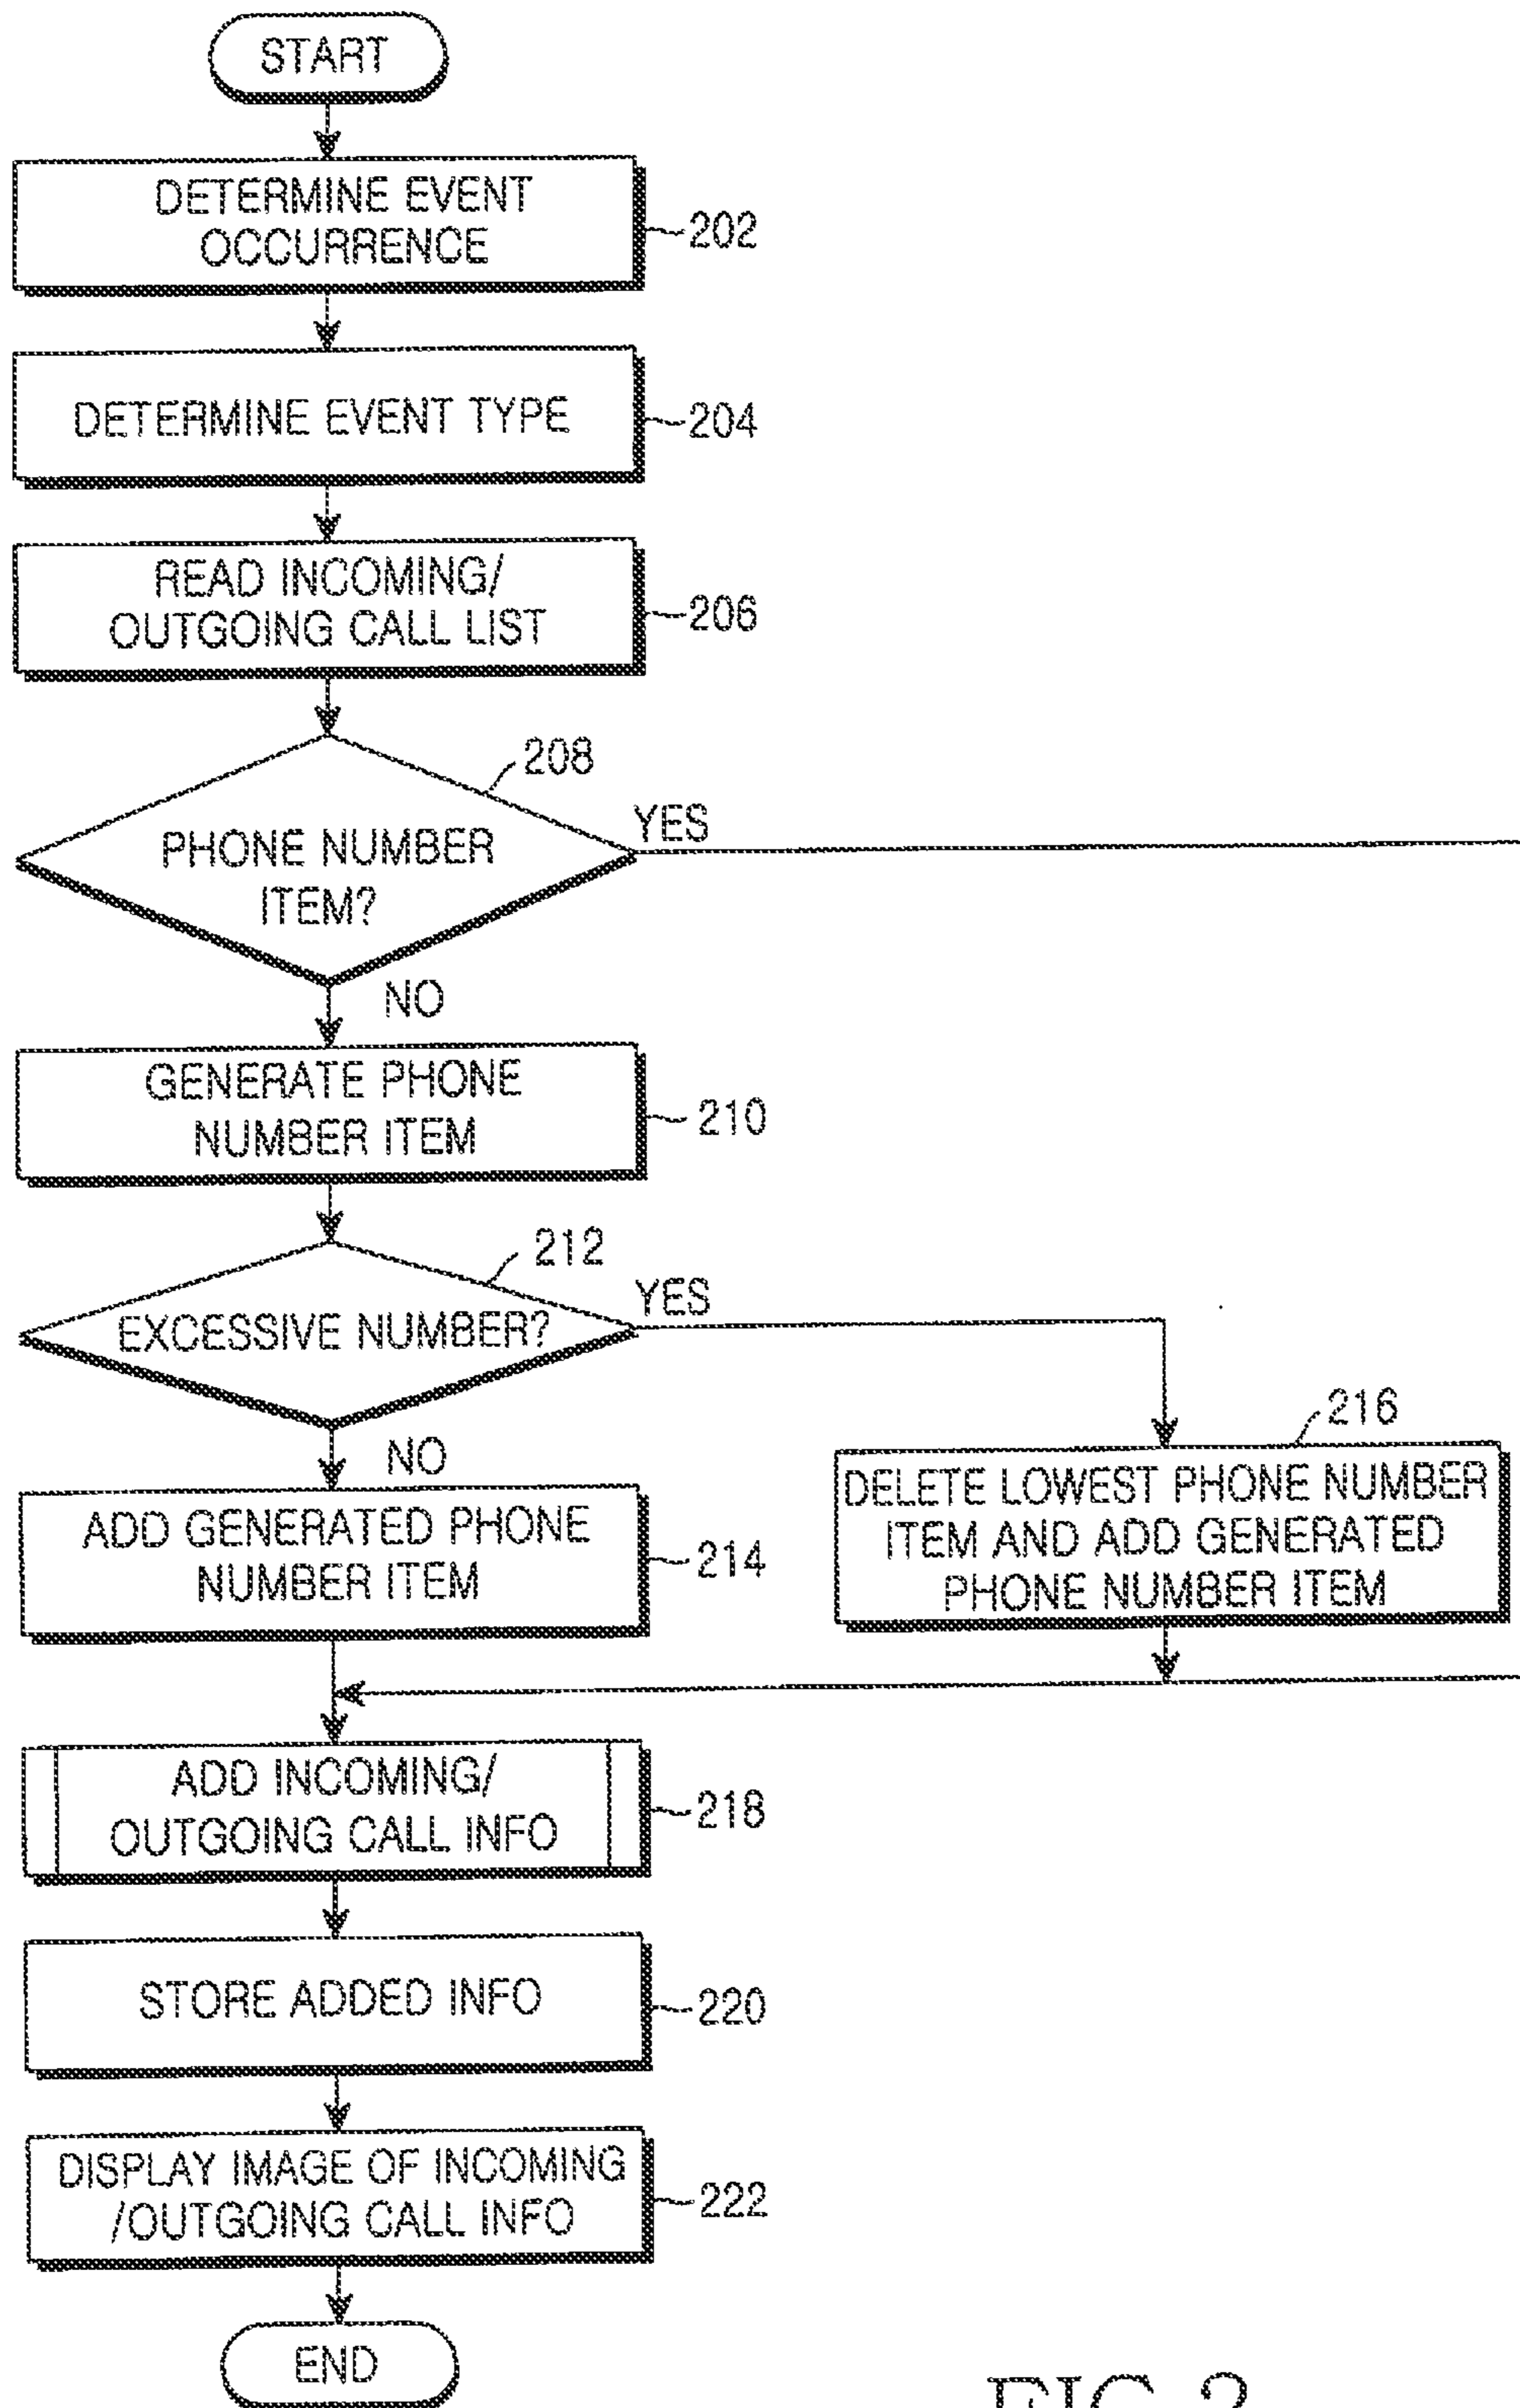 START
DETERMINE EVENT
OCCURRENCE
202
DETERMINE EVENT TYPE
204
READ INCOMING/
OUTGOING CALL LIST
206
208
PHONE NUMBER
ITEM?
YES
NO
GENERATE PHONE
NUMBER ITEM
210
212
EXCESSIVE NUMBER?
YES
NO
216
DELETE LOWEST PHONE NUMBER
ITEM AND ADD GENERATED
PHONE NUMBER ITEM
ADD GENERATED PHONE
NUMBER ITEM
214
ADD INCOMING/
OUTGOING CALL INFO
218
STORE ADDED INFO
220
DISPLAY IMAGE OF INCOMING
/OUTGOING CALL INFO
222
END
FIG. 2